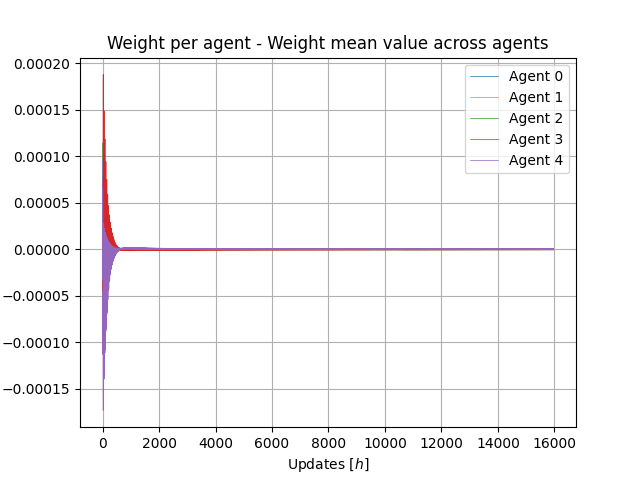 Weight per agent - Weight mean value across agents
0.00020
0.00015
0.00010
0.00005
0.00000
−0.00005
−0.00010
−0.00015
Agent 0
Agent 1
Agent 2
Agent 3
Agent 4
0 2000 4000 6000 8000 10000 12000 14000 16000
Updates [h]